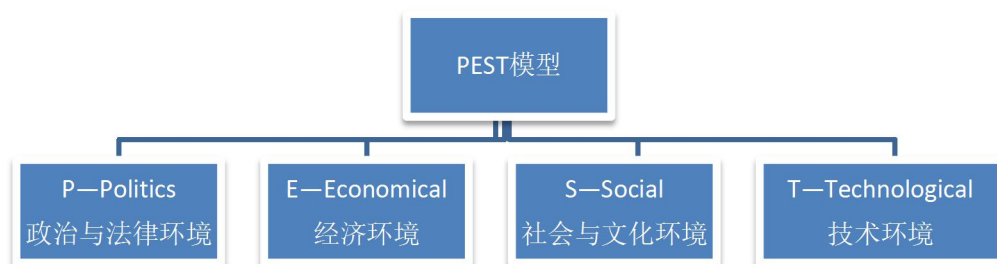 PEST模型
P—Politics
政治与法律环境
E—Economical
经济环境
S—Social
社会与文化环境
T—Technological
技术环境